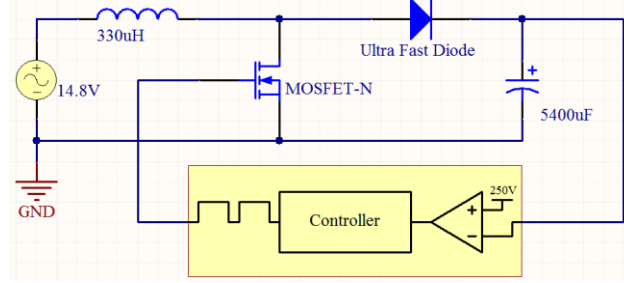 330uH
Ultra Fast Diode
14.8V
MOSFET-N
5400uF
GND
250V
Controller